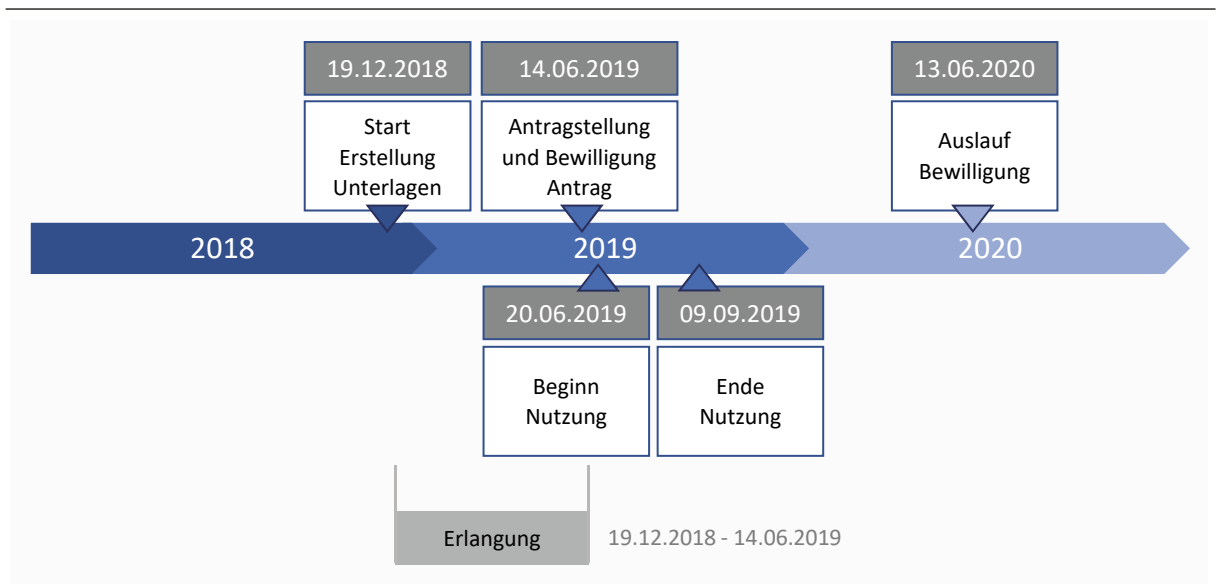 19.12.2018
Start
Erstellung
Unterlagen
14.06.2019
Antragstellung
und Bewilligung
Antrag
13.06.2020
Auslauf
Bewilligung
2018
2019
2020
20.06.2019
Beginn
Nutzung
09.09.2019
Ende
Nutzung
Erlangung
19.12.2018 - 14.06.2019